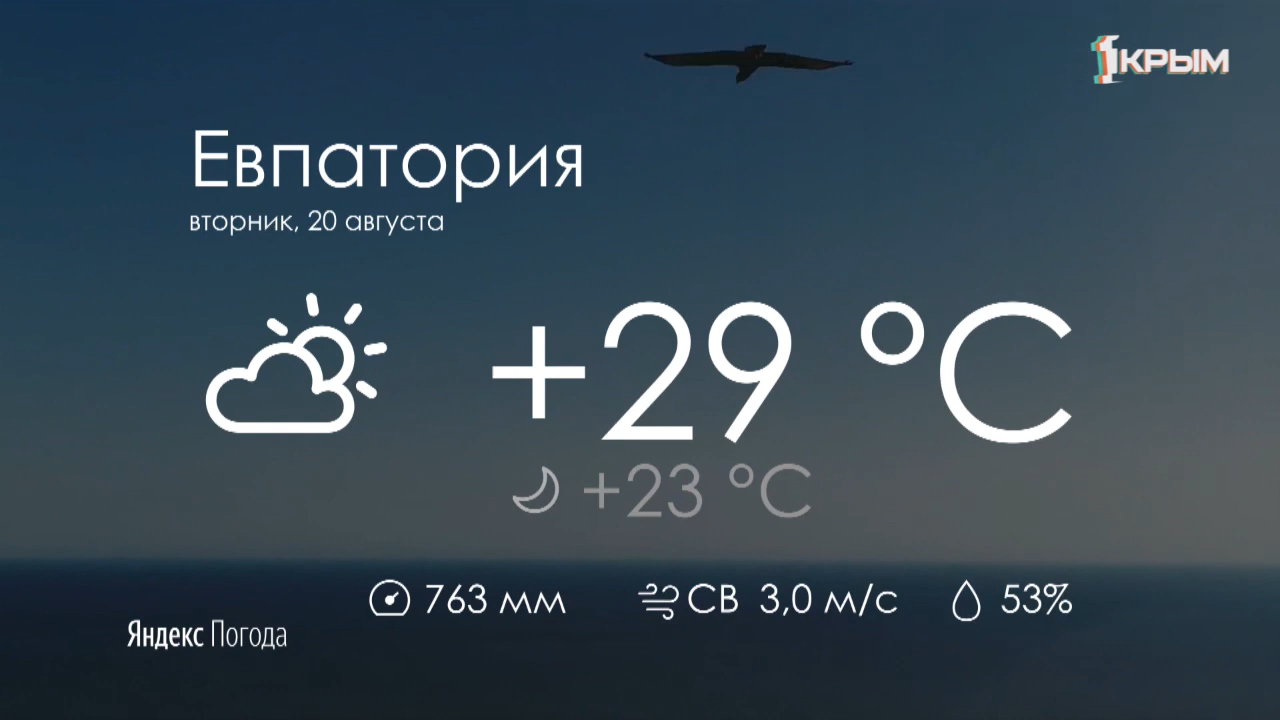 1КРЫМ
Евпатория
вторник, 20 августа
+29 °C
+23 °C
763 мм
СВ 3,0 м/с
53%
Яндекс Погода